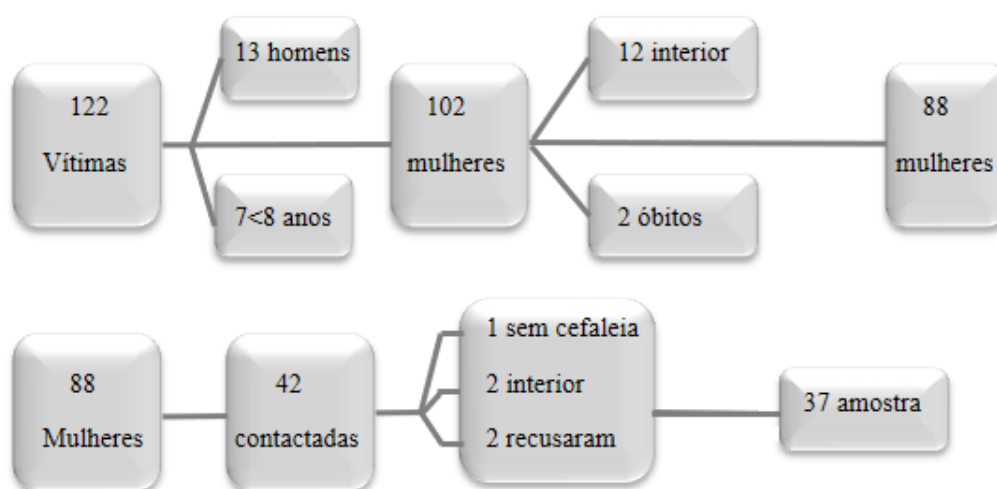 13 homens
12 interior
122
Vítimas
102
mulheres
88
mulheres
7<8 anos
2 óbitos
88
Mulheres
42
contactadas
1 sem cefaleia
2 interior
2 recusaram
37 amostra